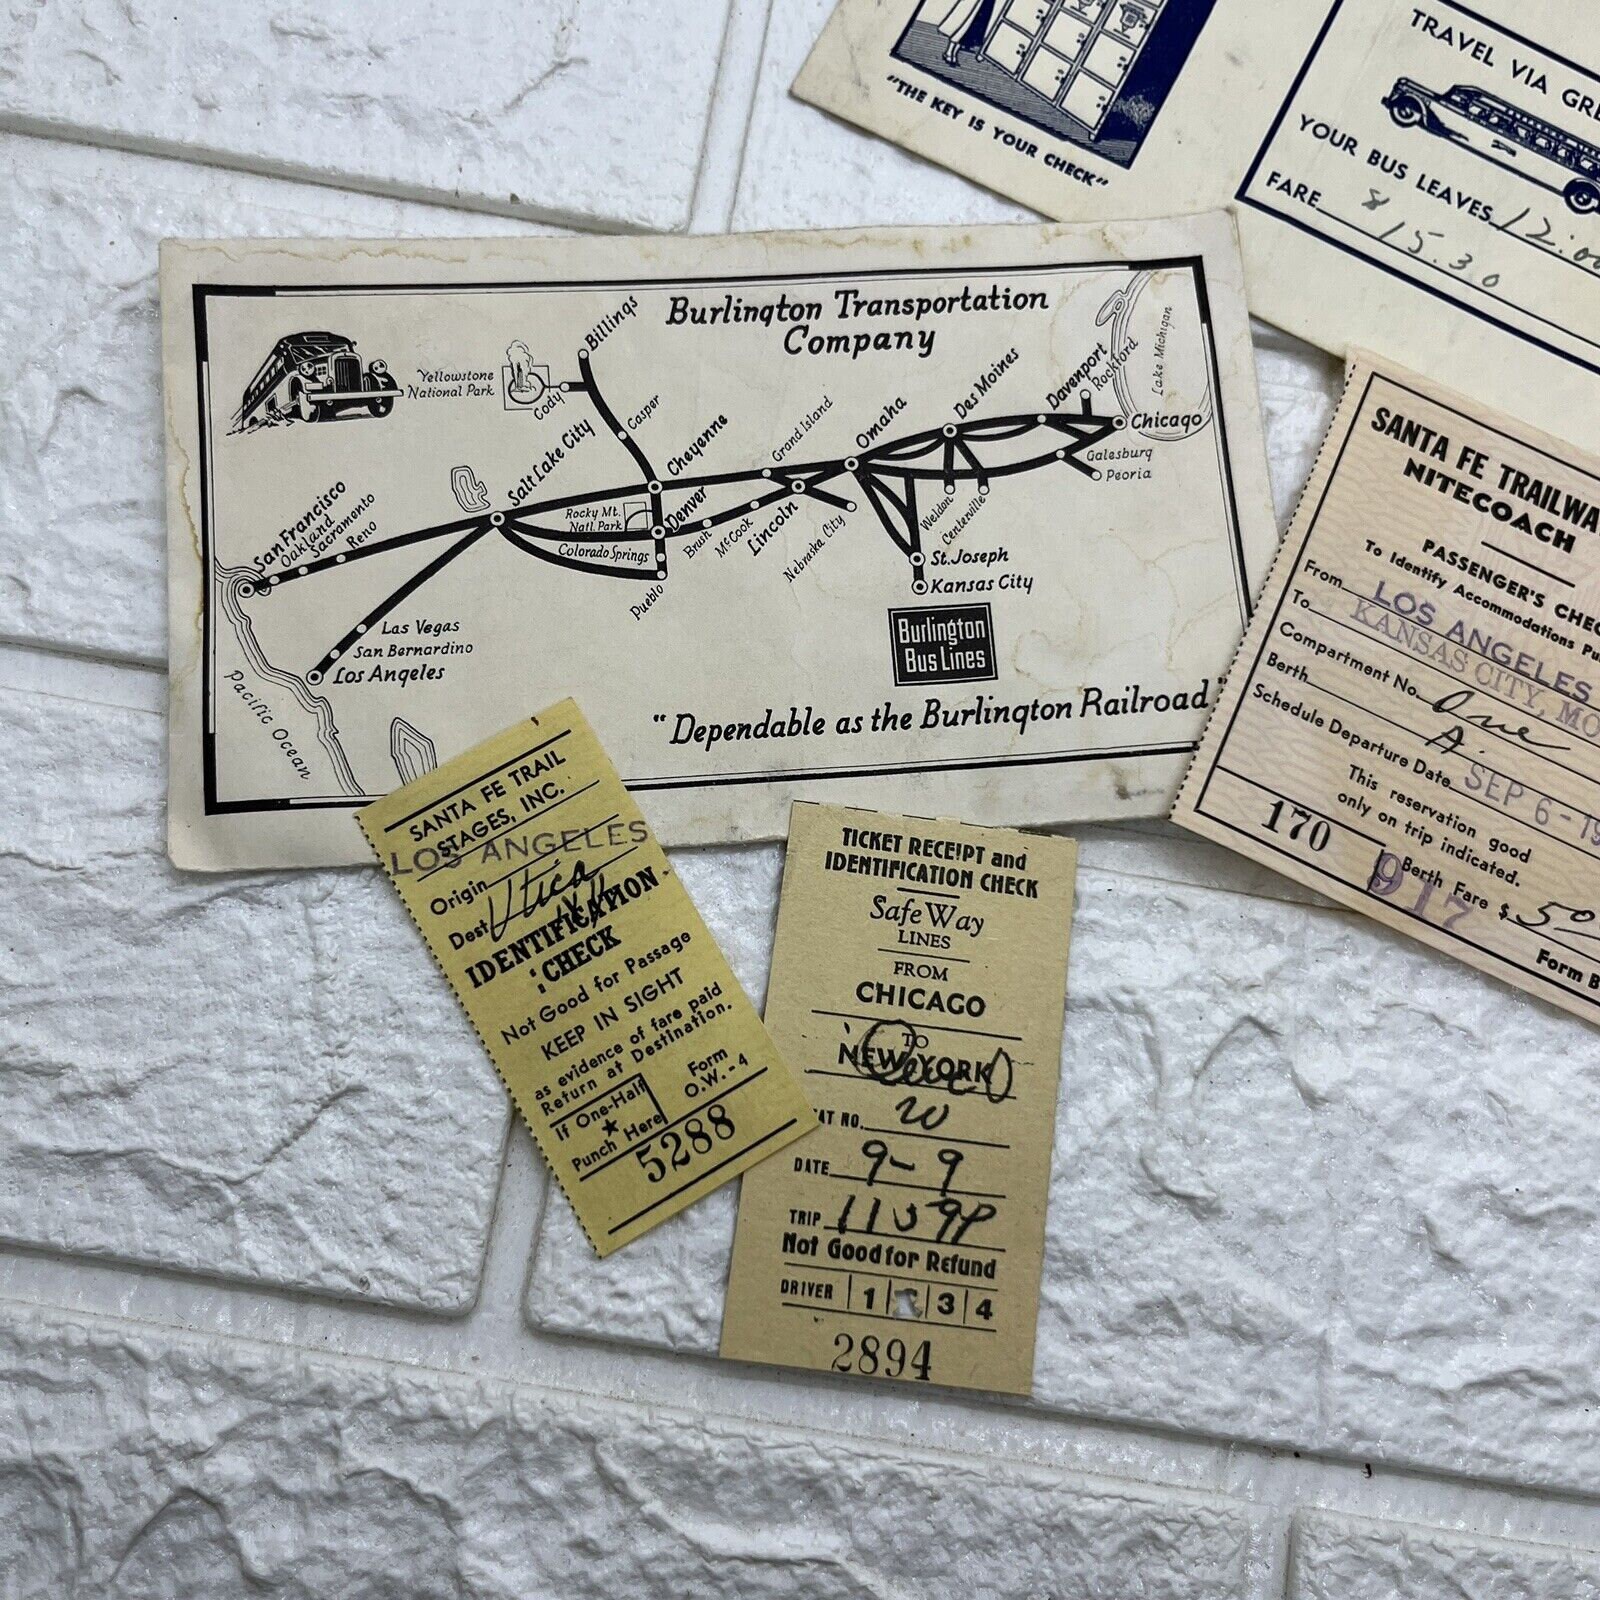 "THE KEY IS YOUR CHECK"
TRAVEL VIA GRE
YOUR BUS LEAVES 12:00
FARE 15.30
Burlington Transportation
Company
Billings
Yellowstone
National Park
Cody
Casper
Cheyenne
Salt Lake City
Grand Island
Omaha
Des Moines
Davenport
Rockford
Lake Michigan
Chicago
Galesburg
Peoria
San Francisco
Oakland
Sacramento
Reno
Rocky Mt.
Natl. Park
Denver
Colorado Springs
Pueblo
Brush
McCook
Lincoln
Nebraska City
Weldon
Centerville
St. Joseph
Kansas City
Las Vegas
San Bernardino
Los Angeles
Pacific Ocean
Burlington
Bus Lines
"Dependable as the Burlington Railroad"
SANTA FE TRAILWA
NITECOACH
PASSENGER'S CHEC
To Identify Accommodations Pu
From LOS ANGELES
To KANSAS CITY, MO
Compartment No. One
Berth A.
Schedule Departure Date SEP 6 - 19
This reservation good
only on trip indicated.
170
917
Berth Fare $ 50
Form B
SANTA FE TRAIL
STAGES, INC.
LOS ANGELES
Origin
Dest Utica
IDENTIFICATION
CHECK
Not Good for Passage
KEEP IN SIGHT
as evidence of fare paid
Return at Destination.
If One-Half
★
Punch Here
Form
O.W.-4
5288
TICKET RECEIPT and
IDENTIFICATION CHECK
Safe Way
LINES
FROM
CHICAGO
TO
NEW YORK
AT NO. 20
DATE 9-9
TRIP 1159P
Not Good for Refund
DRIVER 1 3 4
2894